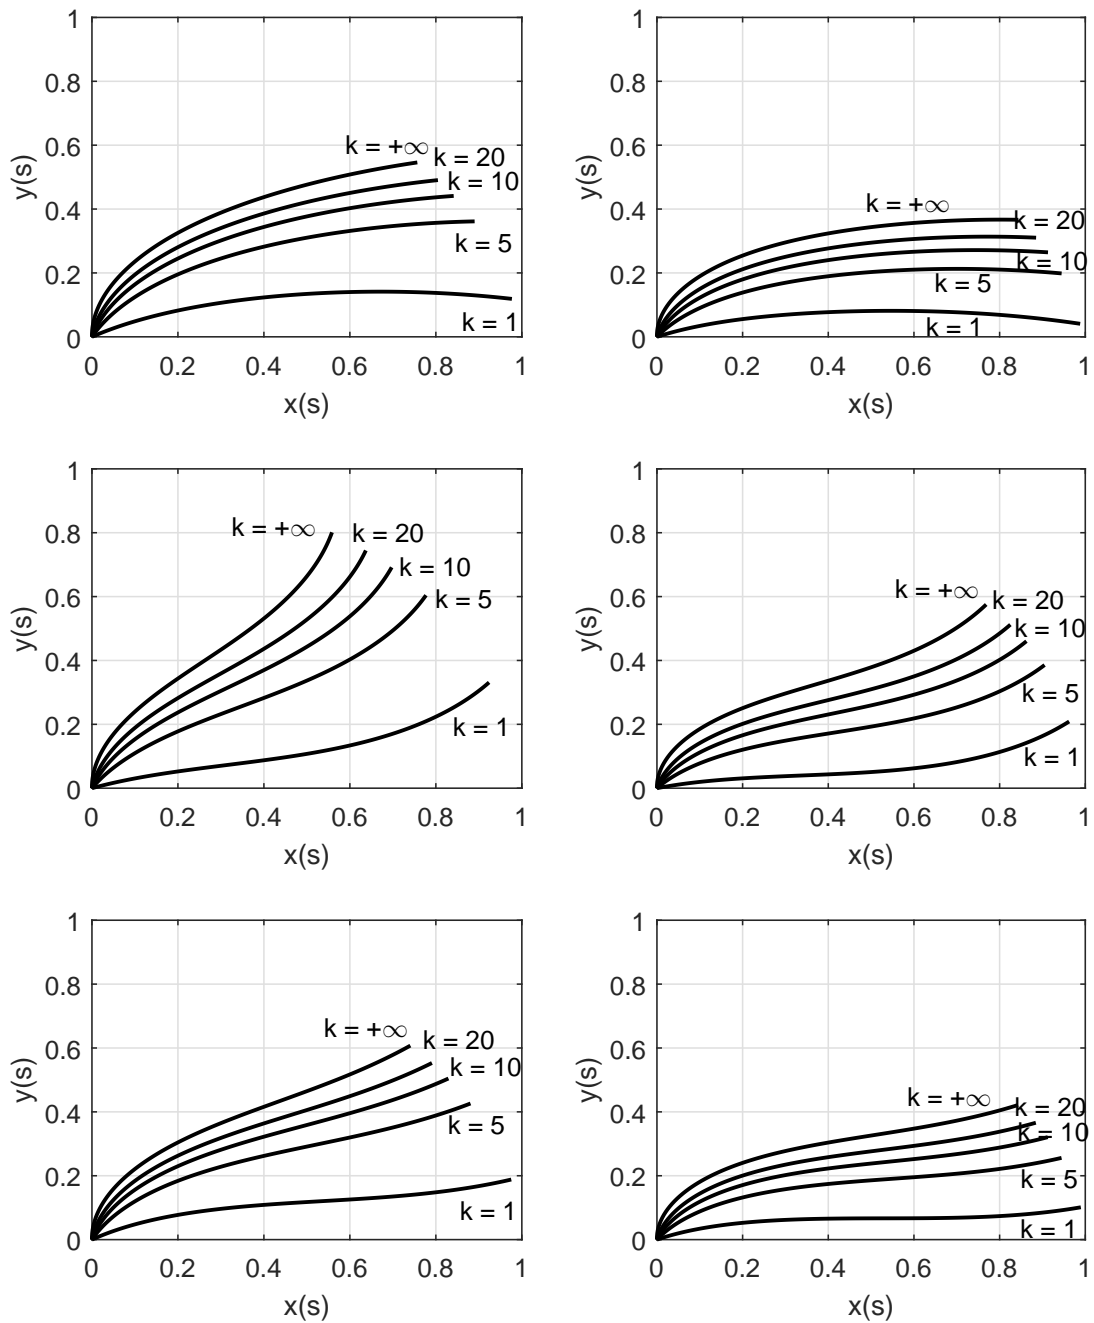 1
0.8
0.6
0.4
0.2
0
y(s)
k = +∞
k = 20
k = 10
k = 5
k = 1
0 0.2 0.4 0.6 0.8 1
x(s)
1
0.8
0.6
0.4
0.2
0
y(s)
k = +∞
k = 20
k = 10
k = 5
k = 1
0 0.2 0.4 0.6 0.8 1
x(s)
1
0.8
0.6
0.4
0.2
0
y(s)
k = +∞
k = 20
k = 10
k = 5
k = 1
0 0.2 0.4 0.6 0.8 1
x(s)
1
0.8
0.6
0.4
0.2
0
y(s)
k = +∞
k = 20
k = 10
k = 5
k = 1
0 0.2 0.4 0.6 0.8 1
x(s)
1
0.8
0.6
0.4
0.2
0
y(s)
k = +∞
k = 20
k = 10
k = 5
k = 1
0 0.2 0.4 0.6 0.8 1
x(s)
1
0.8
0.6
0.4
0.2
0
y(s)
k = +∞
k = 20
k = 10
k = 5
k = 1
0 0.2 0.4 0.6 0.8 1
x(s)